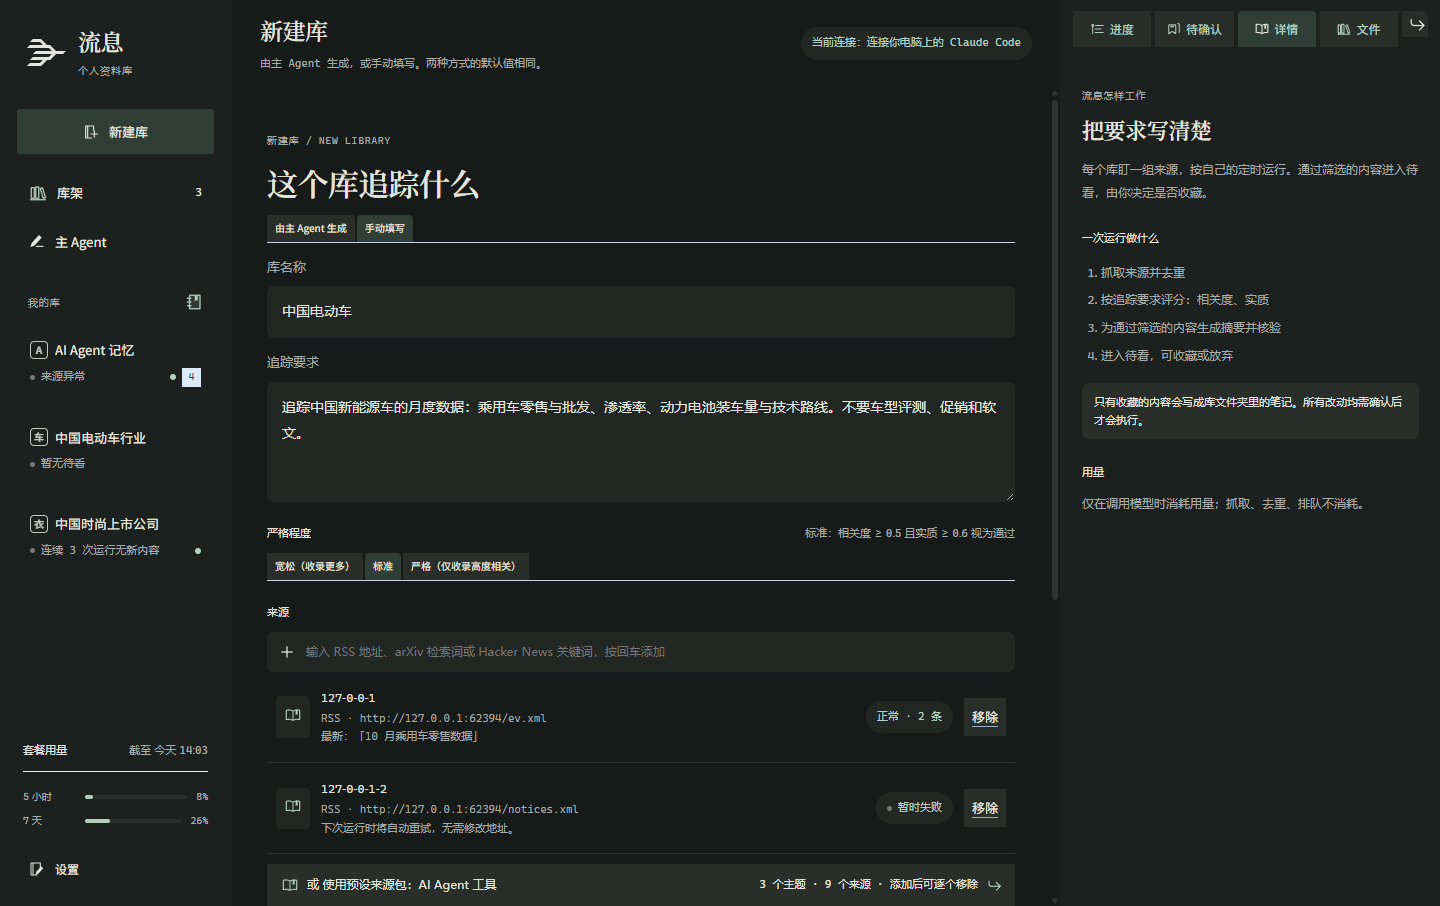 流息
个人资料库
新建库
库架 3
主 Agent
我的库
A AI Agent 记忆
来源异常 4
车 中国电动车行业
暂无待看
衣 中国时尚上市公司
连续 3 次运行无新内容
套餐用量 截至 今天 14:03
5 小时 8%
7 天 26%
设置
新建库
由主 Agent 生成，或手动填写。两种方式的默认值相同。
当前连接：连接你电脑上的 Claude Code
新建库 / NEW LIBRARY
这个库追踪什么
由主 Agent 生成 手动填写
库名称
中国电动车
追踪要求
追踪中国新能源车的月度数据：乘用车零售与批发、渗透率、动力电池装车量与技术路线。不要车型评测、促销和软
文。
严格程度 标准：相关度 ≥ 0.5 且实质 ≥ 0.6 视为通过
宽松（收录更多） 标准 严格（仅收录高度相关）
来源
输入 RSS 地址、arXiv 检索词或 Hacker News 关键词，按回车添加
127-0-0-1
RSS · http://127.0.0.1:62394/ev.xml
最新：「10 月乘用车零售数据」
正常 · 2 条 移除
127-0-0-1-2
RSS · http://127.0.0.1:62394/notices.xml
下次运行时将自动重试，无需修改地址。
暂时失败 移除
或 使用预设来源包：AI Agent 工具 3 个主题 · 9 个来源 · 添加后可逐个移除
进度 待确认 详情 文件
流息怎样工作
把要求写清楚
每个库盯一组来源，按自己的定时运行。通过筛选的内容进入待
看，由你决定是否收藏。
一次运行做什么
1. 抓取来源并去重
2. 按追踪要求评分：相关度、实质
3. 为通过筛选的内容生成摘要并核验
4. 进入待看，可收藏或放弃
只有收藏的内容会写成库文件夹里的笔记。所有改动均需确认后
才会执行。
用量
仅在调用模型时消耗用量；抓取、去重、排队不消耗。